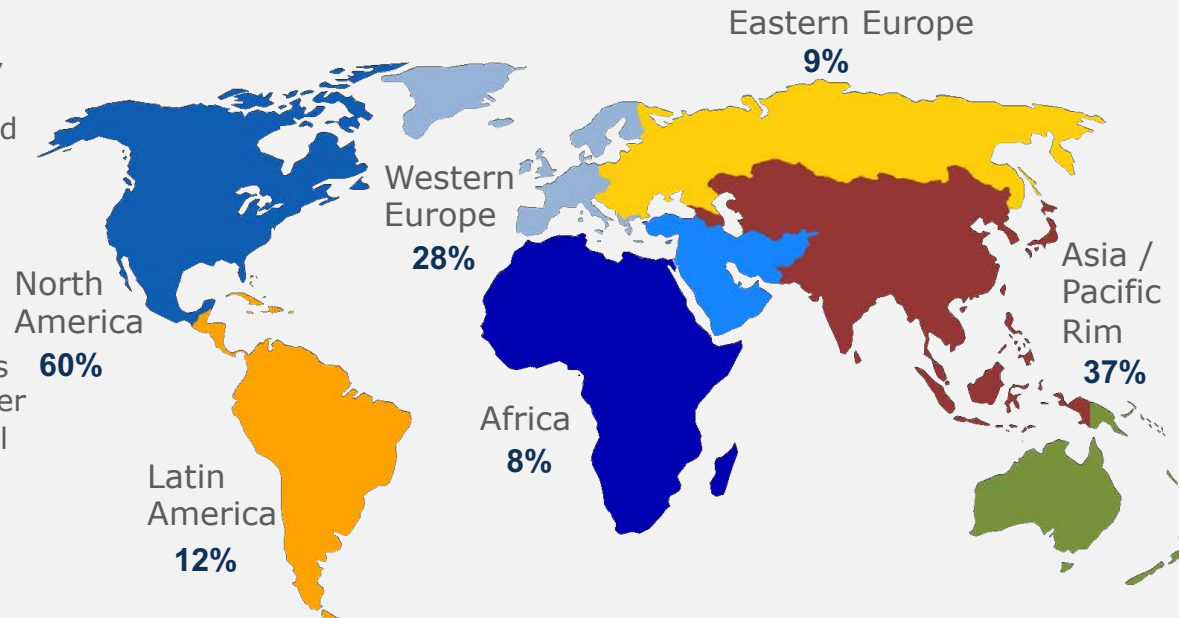 Eastern Europe
9%
Western
Europe
28%
North
America
60%
Asia /
Pacific
Rim
37%
Africa
8%
Latin
America
12%